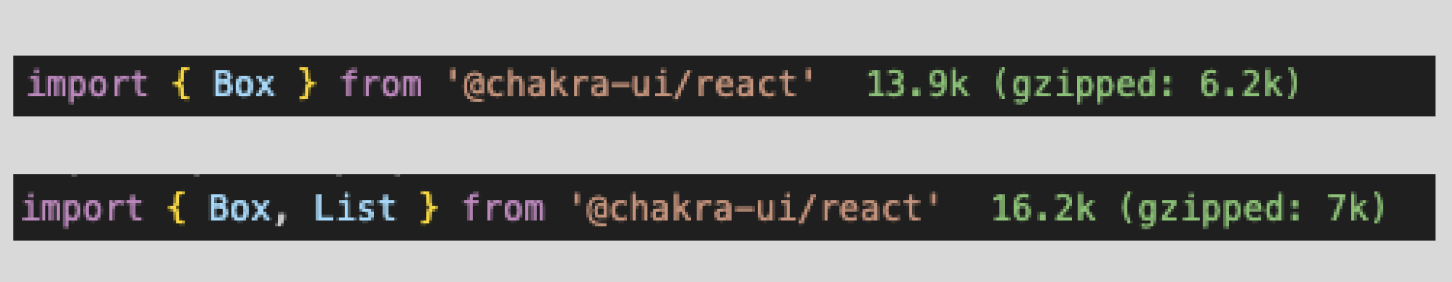 import { Box } from '@chakra-ui/react' 13.9k (gzipped: 6.2k)
import { Box, List } from '@chakra-ui/react' 16.2k (gzipped: 7k)